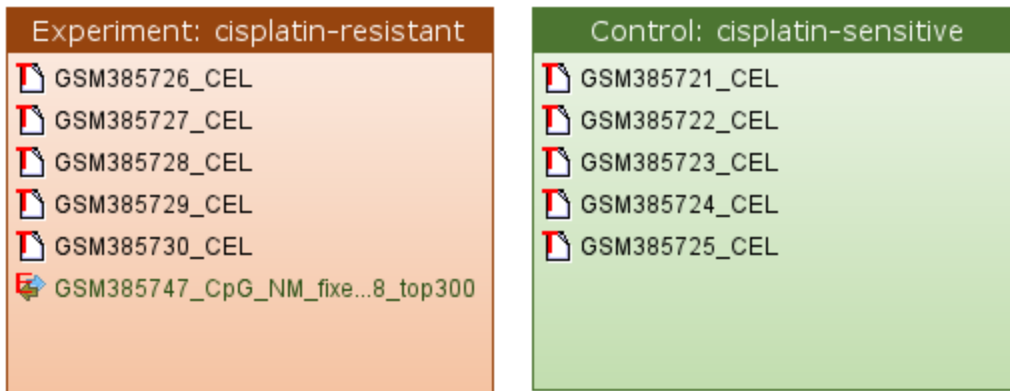 Experiment: cisplatin-resistant
GSM385726_CEL
GSM385727_CEL
GSM385728_CEL
GSM385729_CEL
GSM385730_CEL
GSM385747_CpG_NM_fixe...8_top300
Control: cisplatin-sensitive
GSM385721_CEL
GSM385722_CEL
GSM385723_CEL
GSM385724_CEL
GSM385725_CEL